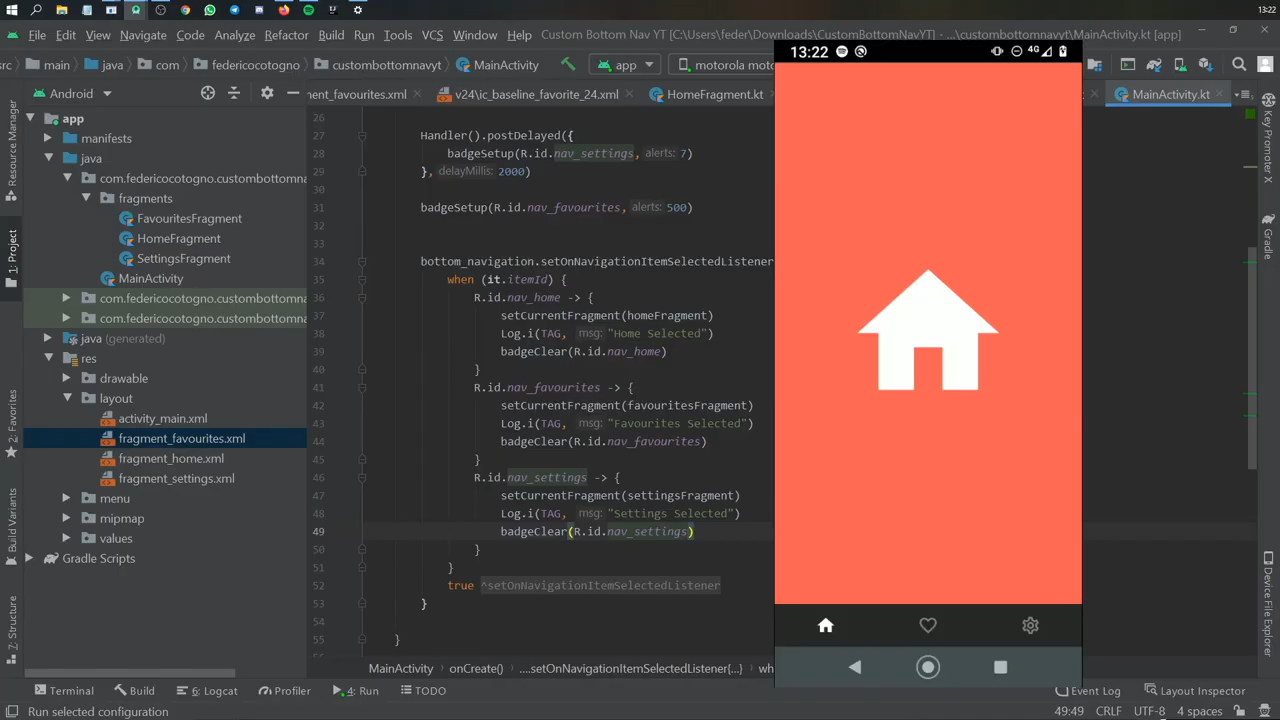 13:22
File Edit View Navigate Code Analyze Refactor Build Run Tools VCS Window Help Custom Bottom Nav YT [C:\Users\feder\Downloads\CustomBottomNavYT] - ...\custombottomnavyt\MainActivity.kt [app]
src main java com federicocotogno custombottomnavyt MainActivity app motorola mot
Android
ment_favourites.xml v24\ic_baseline_favorite_24.xml HomeFragment.kt MainActivity.kt
app
manifests
java
com.federicocotogno.custombottomna
fragments
FavouritesFragment
HomeFragment
SettingsFragment
MainActivity
com.federicocotogno.custombottomna
com.federicocotogno.custombottomna
java (generated)
res
drawable
layout
activity_main.xml
fragment_favourites.xml
fragment_home.xml
fragment_settings.xml
menu
mipmap
values
Gradle Scripts
Resource Manager
1: Project
2: Favorites
Build Variants
7: Structure
26
27 Handler().postDelayed({
28 badgeSetup(R.id.nav_settings, alerts: 7)
29 }, delayMillis: 2000)
30
31 badgeSetup(R.id.nav_favourites, alerts: 500)
32
33
34 bottom_navigation.setOnNavigationItemSelectedListener
35 when (it.itemId) {
36 R.id.nav_home -> {
37 setCurrentFragment(homeFragment)
38 Log.i(TAG, msg: "Home Selected")
39 badgeClear(R.id.nav_home)
40 }
41 R.id.nav_favourites -> {
42 setCurrentFragment(favouritesFragment)
43 Log.i(TAG, msg: "Favourites Selected")
44 badgeClear(R.id.nav_favourites)
45 }
46 R.id.nav_settings -> {
47 setCurrentFragment(settingsFragment)
48 Log.i(TAG, msg: "Settings Selected")
49 badgeClear(R.id.nav_settings)
50 }
51 }
52 true ^setOnNavigationItemSelectedListener
53 }
54
55 }
MainActivity onCreate() ....setOnNavigationItemSelectedListener{...} wh
13:22 4G
Key Promoter X
Gradle
Device File Explorer
Terminal Build 6: Logcat Profiler 4: Run TODO Event Log Layout Inspector
Run selected configuration 49:49 CRLF UTF-8 4 spaces